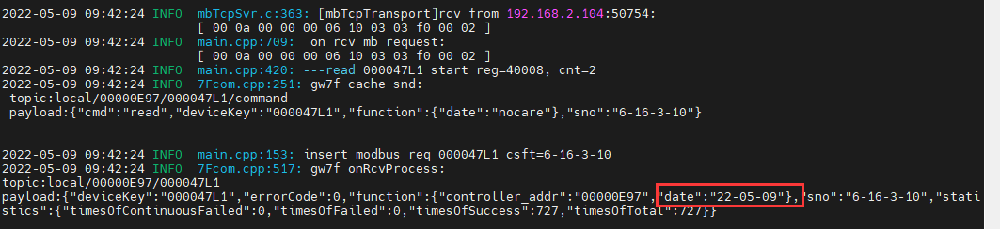 2022-05-09 09:42:24 INFO mbTcpSvr.c:363: [mbTcpTransport]rcv from 192.168.2.104:50754:
[ 00 0a 00 00 00 06 10 03 03 f0 00 02 ]
2022-05-09 09:42:24 INFO main.cpp:709: on rcv mb request:
[ 00 0a 00 00 00 06 10 03 03 f0 00 02 ]
2022-05-09 09:42:24 INFO main.cpp:420: ---read 000047L1 start reg=40008, cnt=2
2022-05-09 09:42:24 INFO 7Fcom.cpp:251: gw7f cache snd:
topic:local/00000E97/000047L1/command
payload:{"cmd":"read","deviceKey":"000047L1","function":{"date":"nocare"},"sno":"6-16-3-10"}
2022-05-09 09:42:24 INFO main.cpp:153: insert modbus req 000047L1 csft=6-16-3-10
2022-05-09 09:42:24 INFO 7Fcom.cpp:517: gw7f onRcvProcess:
topic:local/00000E97/000047L1
payload:{"deviceKey":"000047L1","errorCode":0,"function":{"controller_addr":"00000E97","date":"22-05-09"},"sno":"6-16-3-10","stati
stics":{"timesOfContinuousFailed":0,"timesOfFailed":0,"timesOfSuccess":727,"timesOfTotal":727}}